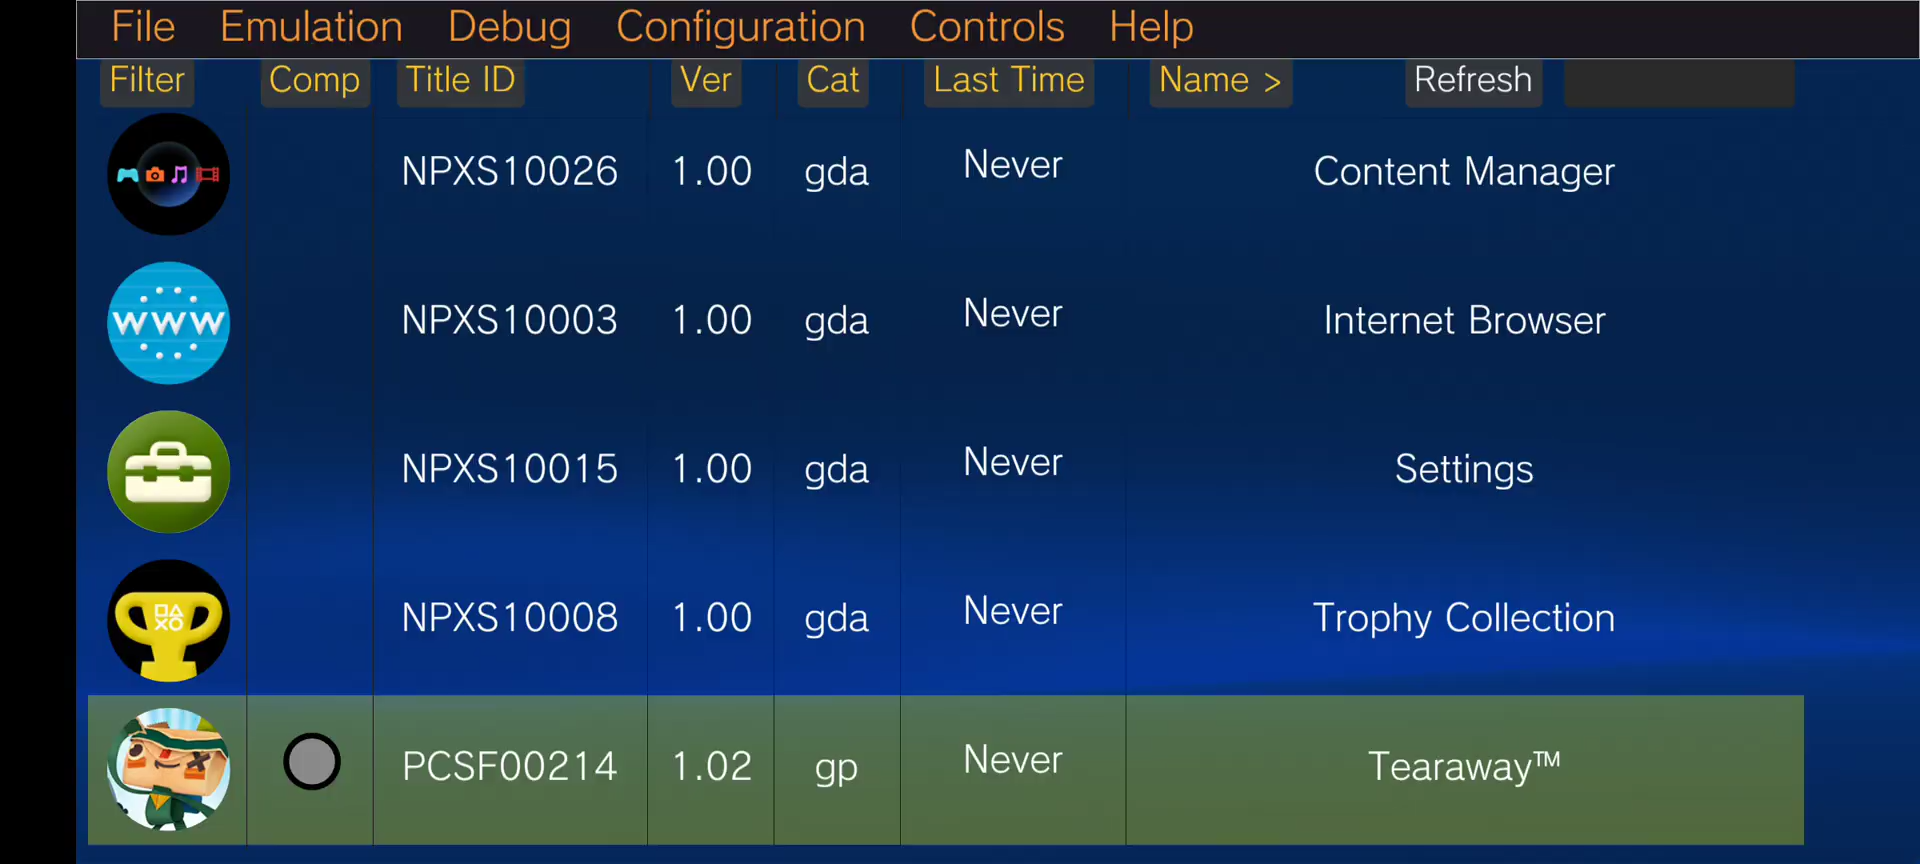 File Emulation Debug Configuration Controls Help
Filter Comp Title ID Ver Cat Last Time Name > Refresh
NPXS10026 1.00 gda Never Content Manager
WWW NPXS10003 1.00 gda Never Internet Browser
NPXS10015 1.00 gda Never Settings
NPXS10008 1.00 gda Never Trophy Collection
PCSF00214 1.02 gp Never Tearaway™